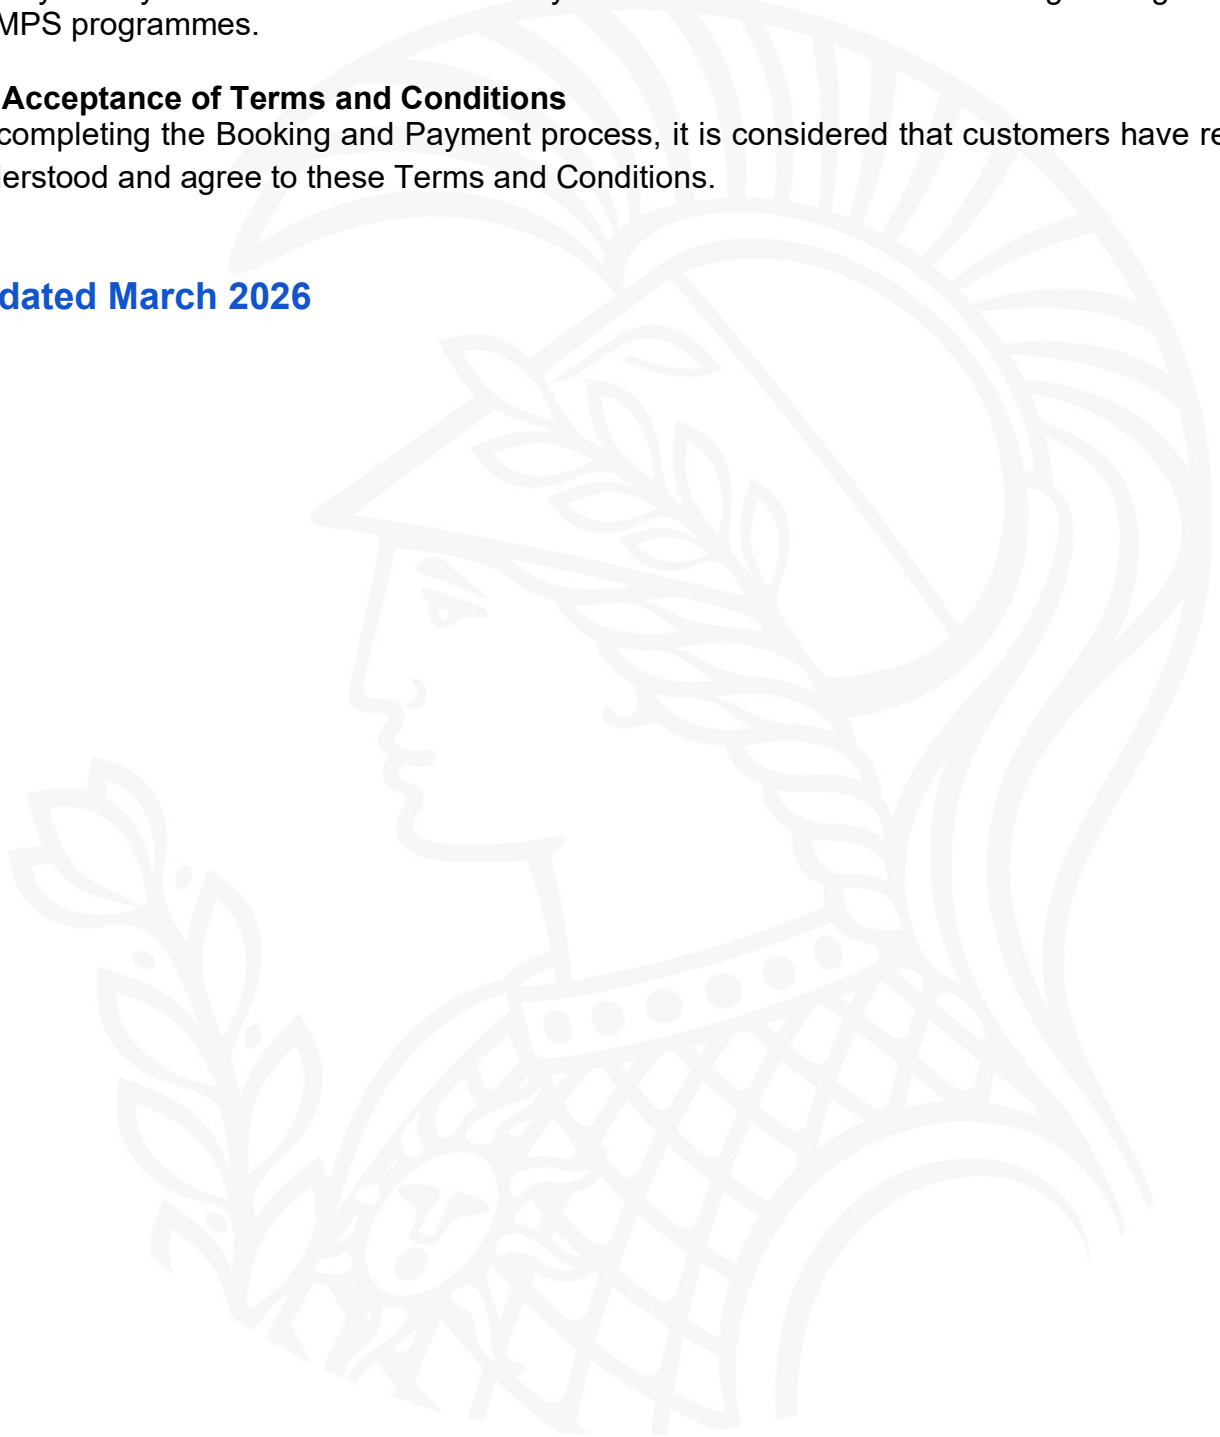 MPS programmes.
Acceptance of Terms and Conditions
completing the Booking and Payment process, it is considered that customers have re
erstood and agree to these Terms and Conditions.
dated March 2026